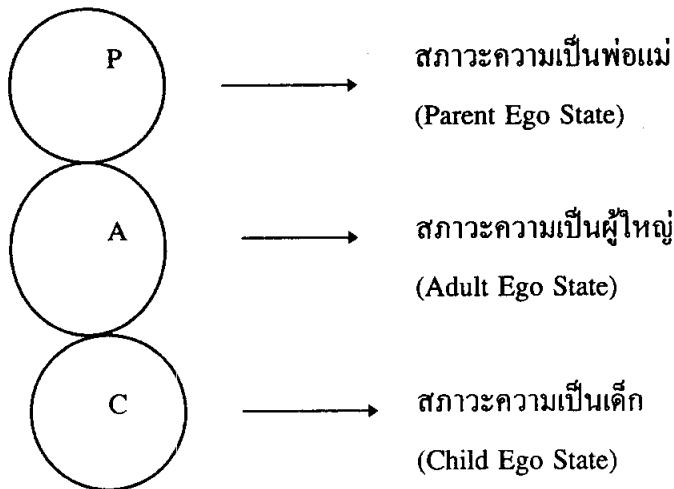 P
สภาวะความเป็นพ่อแม่
(Parent Ego State)
A
สภาวะความเป็นผู้ใหญ่
(Adult Ego State)
C
สภาวะความเป็นเด็ก
(Child Ego State)